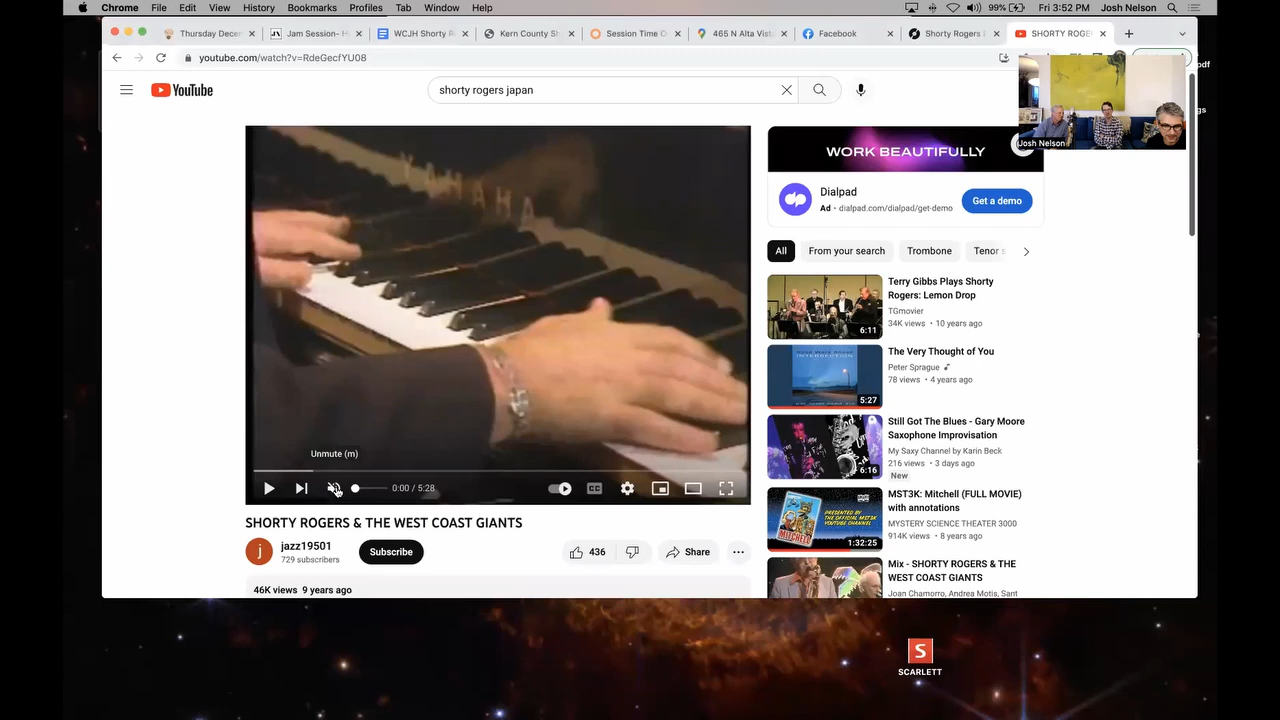 Chrome File Edit View History Bookmarks Profiles Tab Window Help
99% Fri 3:52 PM Josh Nelson
Thursday Decem
Jam Session- H
WCJH Shorty R
Kern County Sh
Session Time C
465 N Alta Vista
Facebook
Shorty Rogers
SHORTY ROGE
youtube.com/watch?v=RdeGecfYU08
pdf
YouTube
shorty rogers japan
gs
Josh Nelson
YAMAHA
Unmute (m)
0:00 / 5:28
CC
SHORTY ROGERS & THE WEST COAST GIANTS
j
jazz19501
729 subscribers
Subscribe
436
Share
46K views 9 years ago
WORK BEAUTIFULLY
Dialpad
Ad • dialpad.com/dialpad/get-demo
Get a demo
All
From your search
Trombone
Tenor s
Terry Gibbs Plays Shorty
Rogers: Lemon Drop
TGmovier
34K views • 10 years ago
6:11
The Very Thought of You
Peter Sprague
78 views • 4 years ago
5:27
Still Got The Blues - Gary Moore
Saxophone Improvisation
My Saxy Channel by Karin Beck
216 views • 3 days ago
New
6:16
MST3K: Mitchell (FULL MOVIE)
with annotations
MYSTERY SCIENCE THEATER 3000
914K views • 8 years ago
1:32:25
Mix - SHORTY ROGERS & THE
WEST COAST GIANTS
Joan Chamorro, Andrea Motis, Sant
S
SCARLETT